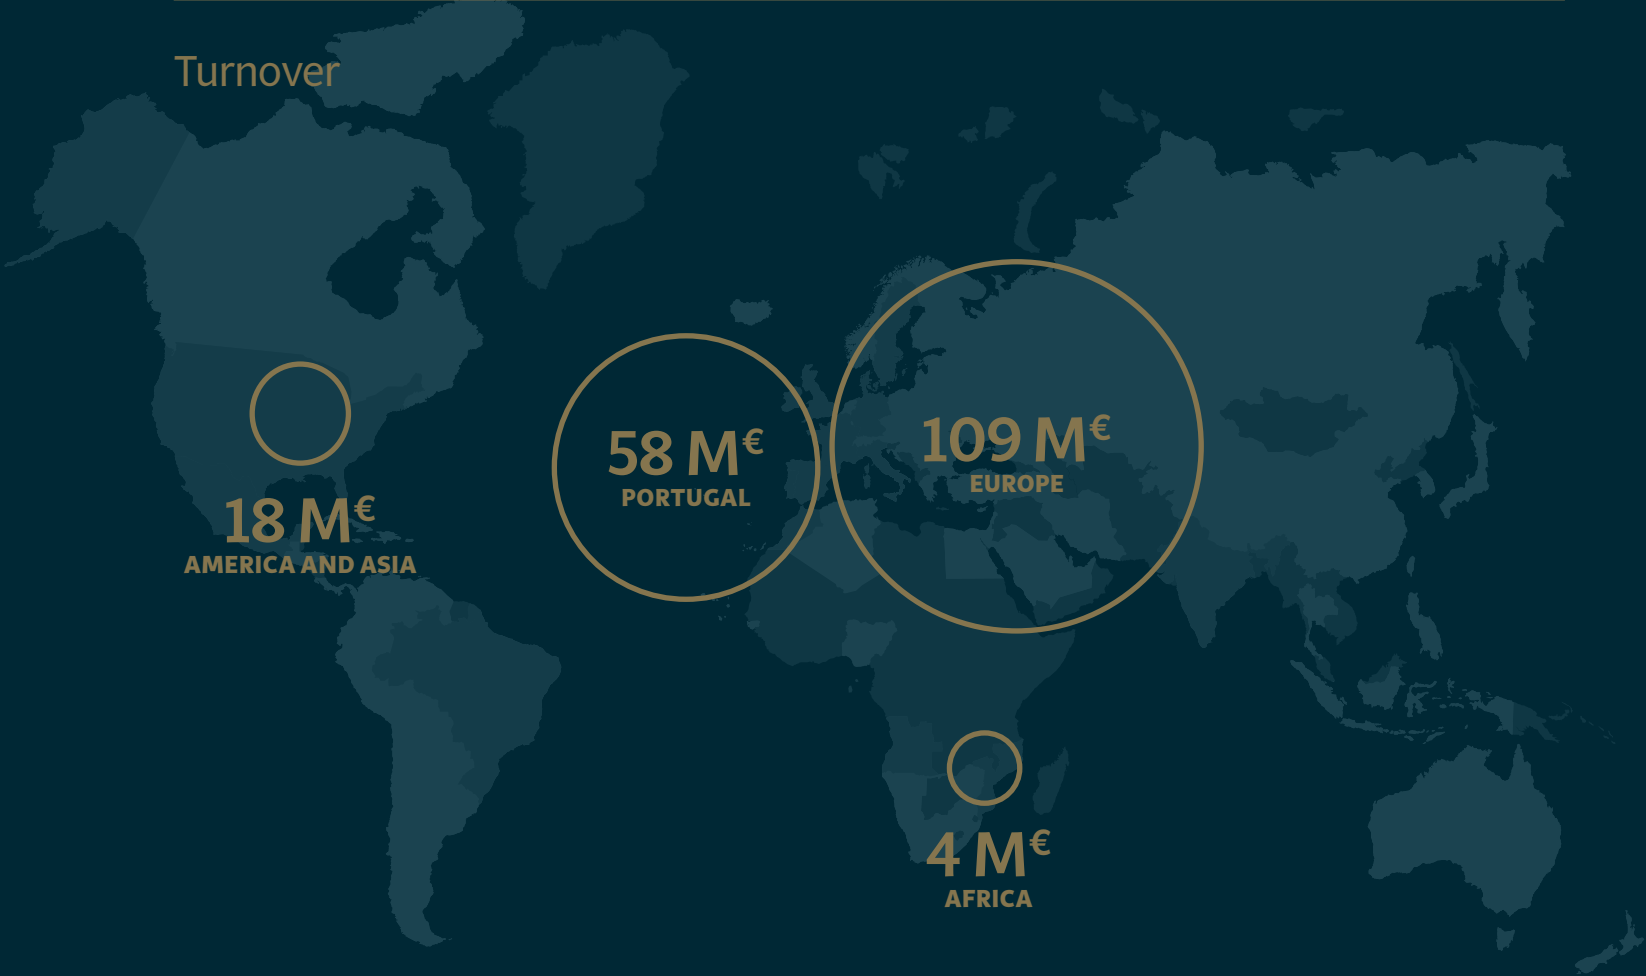 Turnover
58 M€
PORTUGAL
109 M€
EUROPE
18 M€
AMERICA AND ASIA
4 M€
AFRICA